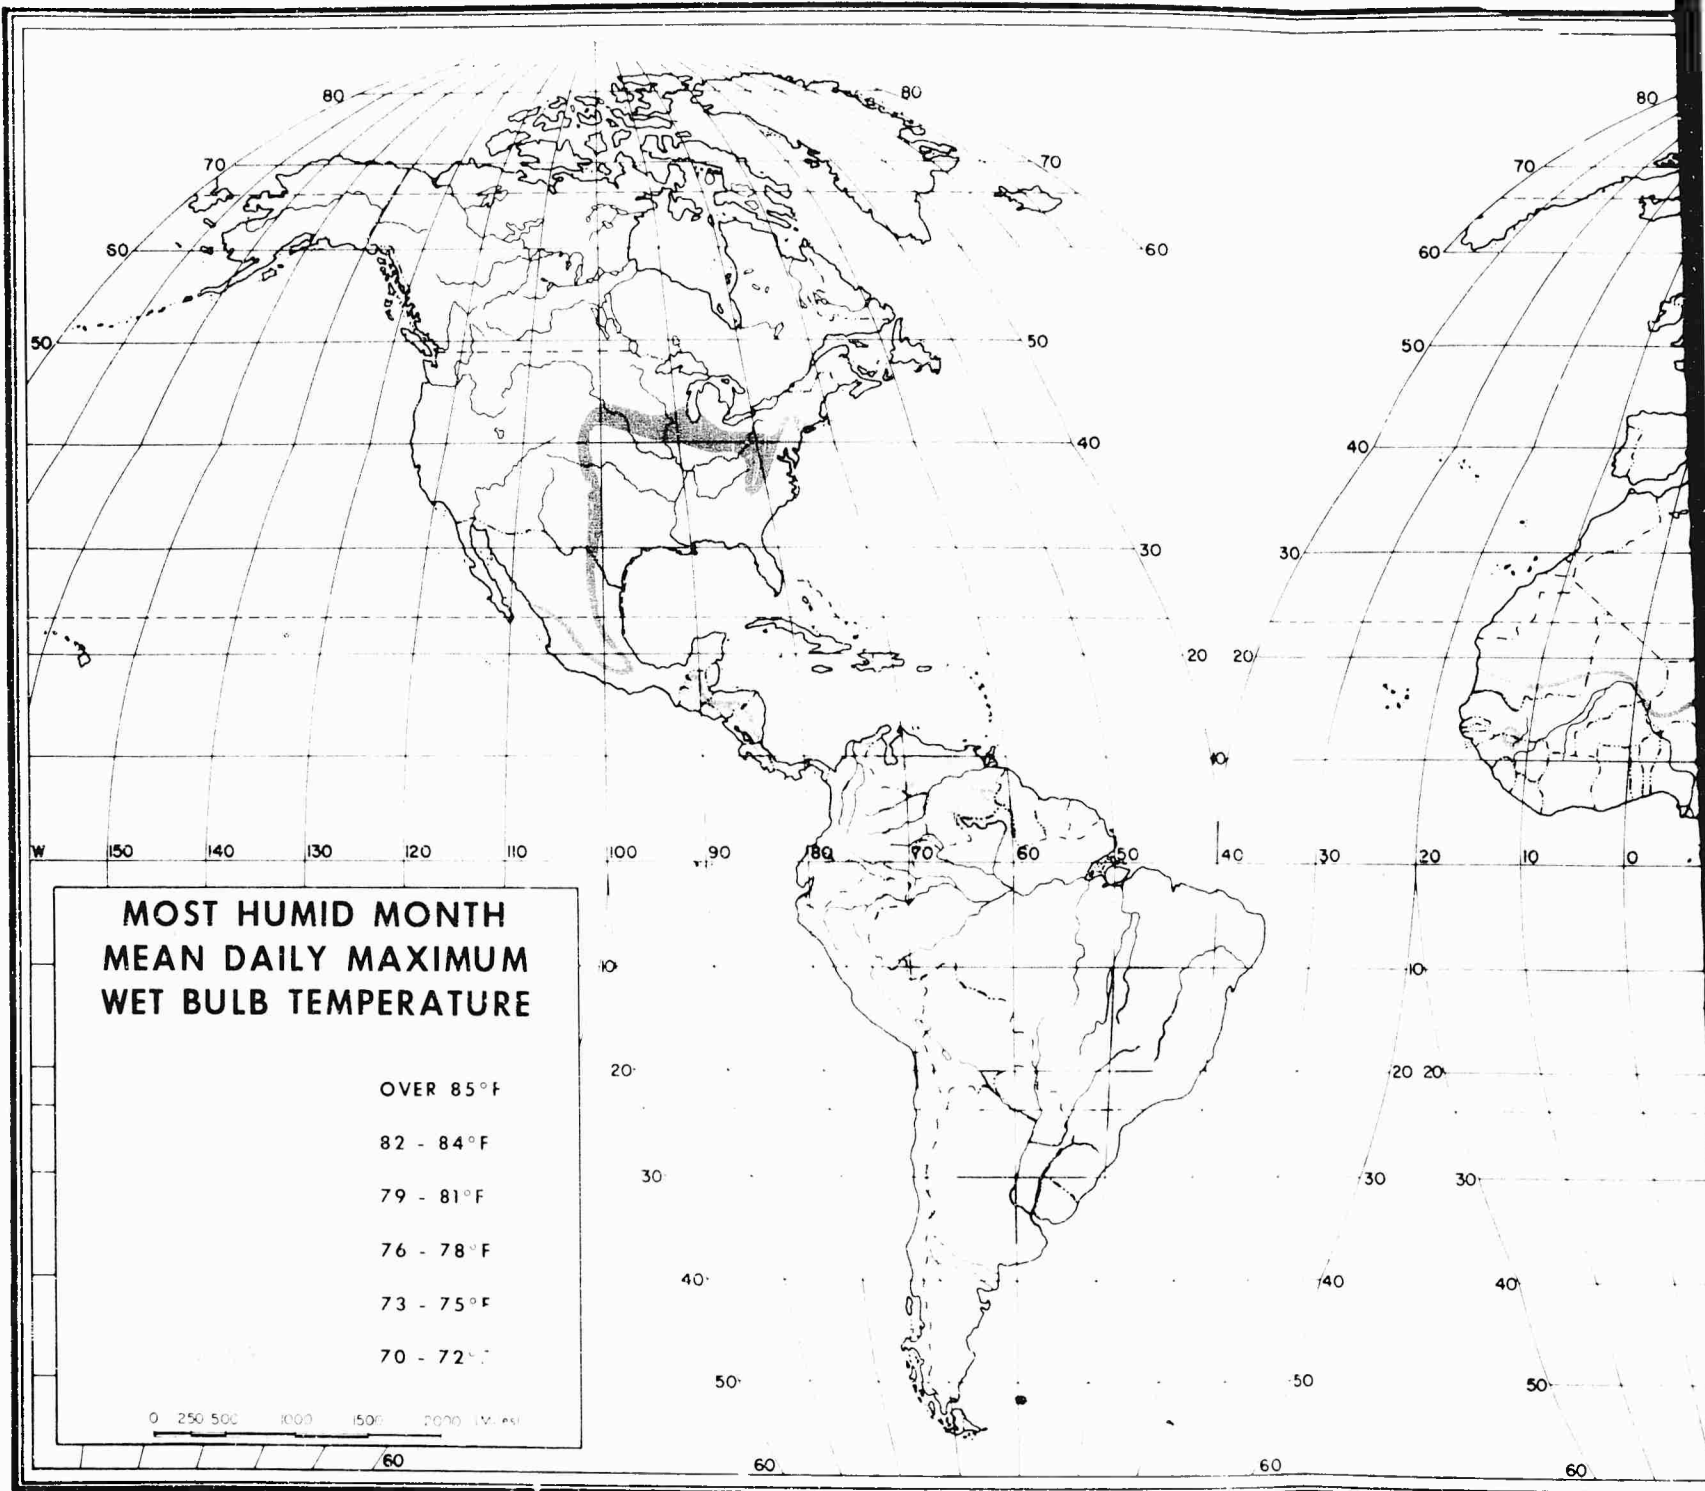 80 80 80
70 70 70
60 60 60
50 50 50
40 40
30 30
20 20
10
W 150 140 130 120 110 100 90 80 70 60 50 40 30 20 10 0
MOST HUMID MONTH
MEAN DAILY MAXIMUM
WET BULB TEMPERATURE
10 10
OVER 85°F
20 20 20
82 - 84°F
79 - 81°F
30 30 30
76 - 78°F
40 40 40
73 - 75°F
70 - 72°
50 50 50
0 250 500 1000 1500 2000
60 60 60 60